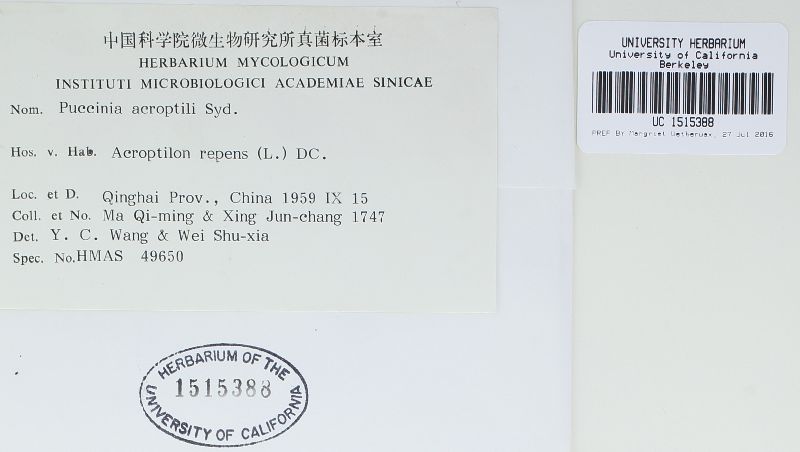 中国科学院微生物研究所真菌标本室
HERBARIUM MYCOLOGICUM
INSTITUTI MICROBIOLOGICI ACADEMIAE SINICAE
Nom. Puccinia acroptili Syd.
Hos. v. Hab. Acroptilon repens (L.) DC.
Loc. et D. Qinghai Prov., China 1959 IX 15
Coll. et No. Ma Qi-ming & Xing Jun-chang 1747
Det. Y. C. Wang & Wei Shu-xia
Spec. No. HMAS 49650
UNIVERSITY HERBARIUM
University of California
Berkeley
UC 1515388
PREP BY Margriet Wetherwax, 27 Jul 2016
HERBARIUM OF THE
1515388
UNIVERSITY OF CALIFORNIA